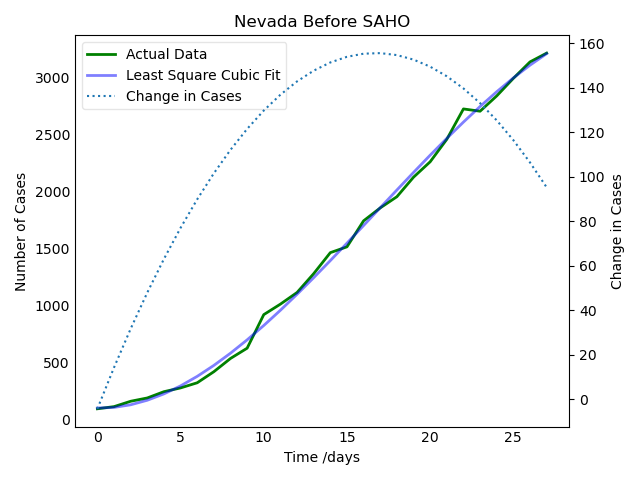 Nevada Before SAHO
Actual Data
Least Square Cubic Fit
Change in Cases
Number of Cases
3000
2500
2000
1500
1000
500
0
160
140
120
100
80
60
40
20
0
Change in Cases
0 5 10 15 20 25
Time /days